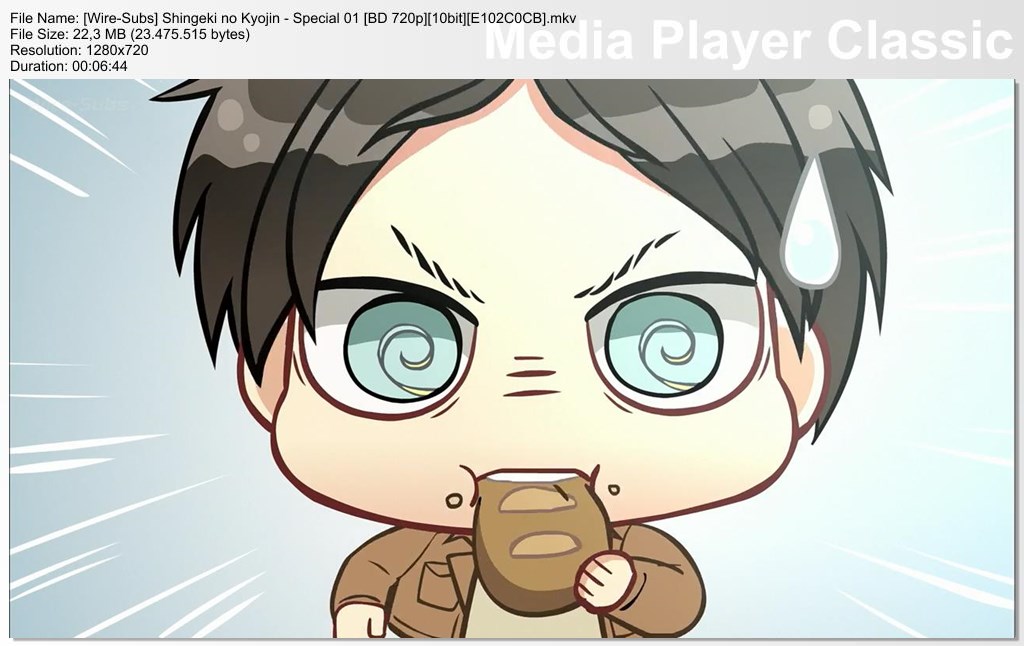 File Name: [Wire-Subs] Shingeki no Kyojin - Special 01 [BD 720p][10bit][E102C0CB].mkv
File Size: 22,3 MB (23.475.515 bytes)
Resolution: 1280x720
Duration: 00:06:44
Media Player Classic